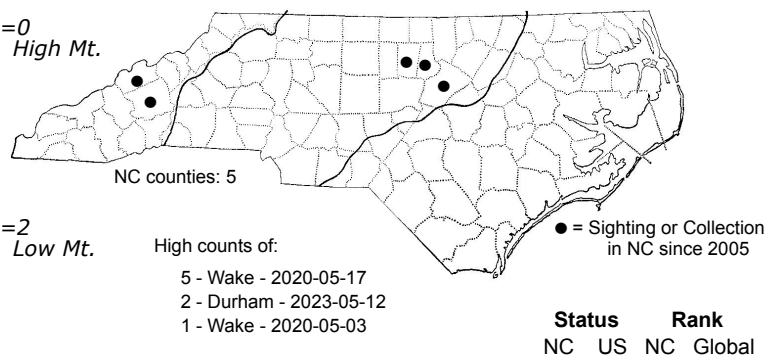 =0
High Mt.
NC counties: 5
=2
Low Mt.
High counts of:
5 - Wake - 2020-05-17
2 - Durham - 2023-05-12
1 - Wake - 2020-05-03
● = Sighting or Collection
in NC since 2005
Status Rank
NC US NC Global